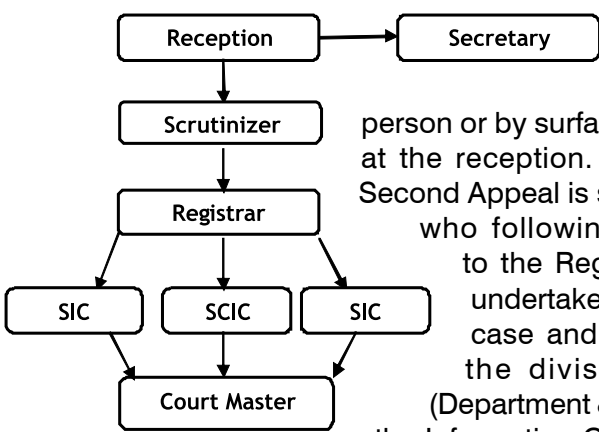 Reception
Secretary
Scrutinizer
Registrar
SIC
SCIC
SIC
Court Master
person or by surfa
at the reception.
Second Appeal is
who followin
to the Reg
undertake
case and
the divis
(Department